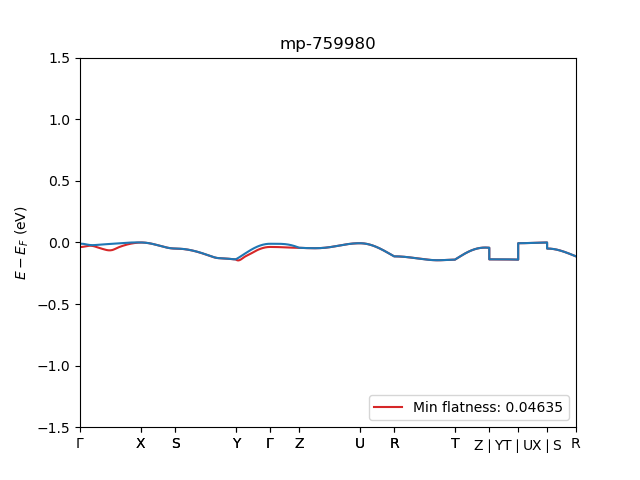 mp-759980
1.5
1.0
0.5
0.0
−0.5
−1.0
−1.5
E − E_F (eV)
Min flatness: 0.04635
Γ X S Y Γ Z U R T Z | YT | UX | S R